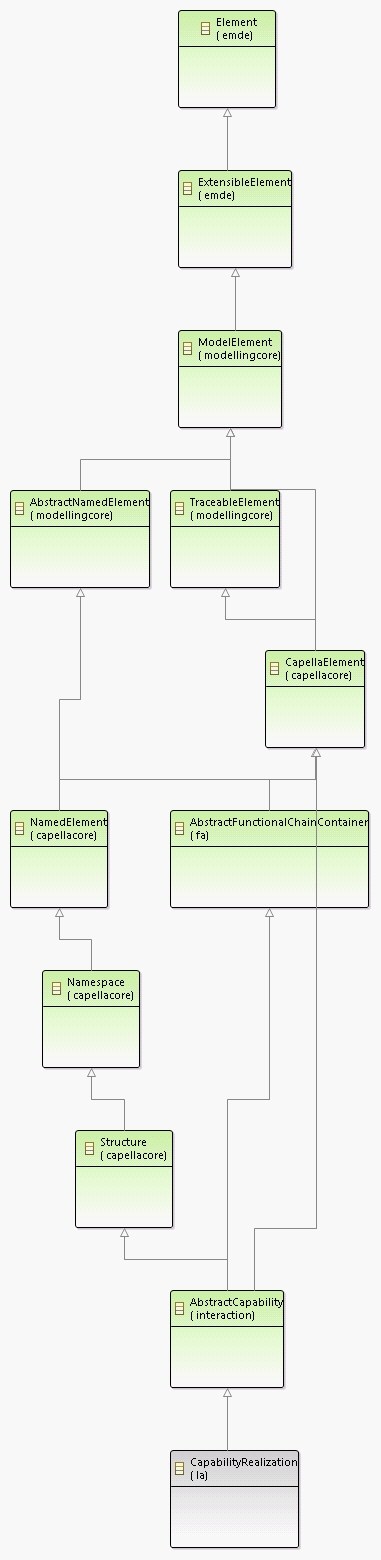 Element
( emde)
ExtensibleElement
( emde)
ModelElement
( modellingcore)
AbstractNamedElement
( modellingcore)
TraceableElement
( modellingcore)
CapellaElement
( capellacore)
NamedElement
( capellacore)
AbstractFunctionalChainContainer
( fa)
Namespace
( capellacore)
Structure
( capellacore)
AbstractCapability
( interaction)
CapabilityRealization
( la)